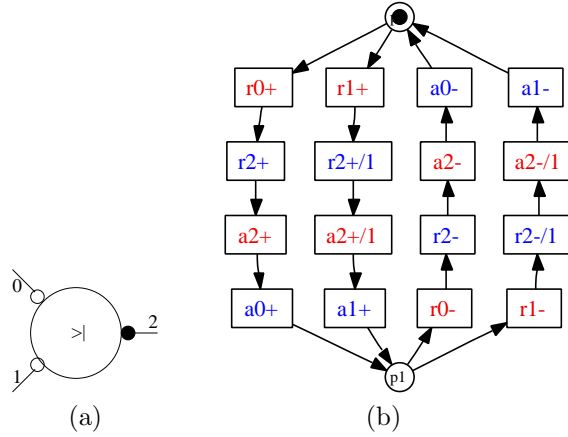 r0+ r1+ a0- a1-
r2+ r2+/1 a2- a2-/1
a2+ a2+/1 r2- r2-/1
a0+ a1+ r0- r1-
p1
0
>|
2
1
(a) (b)